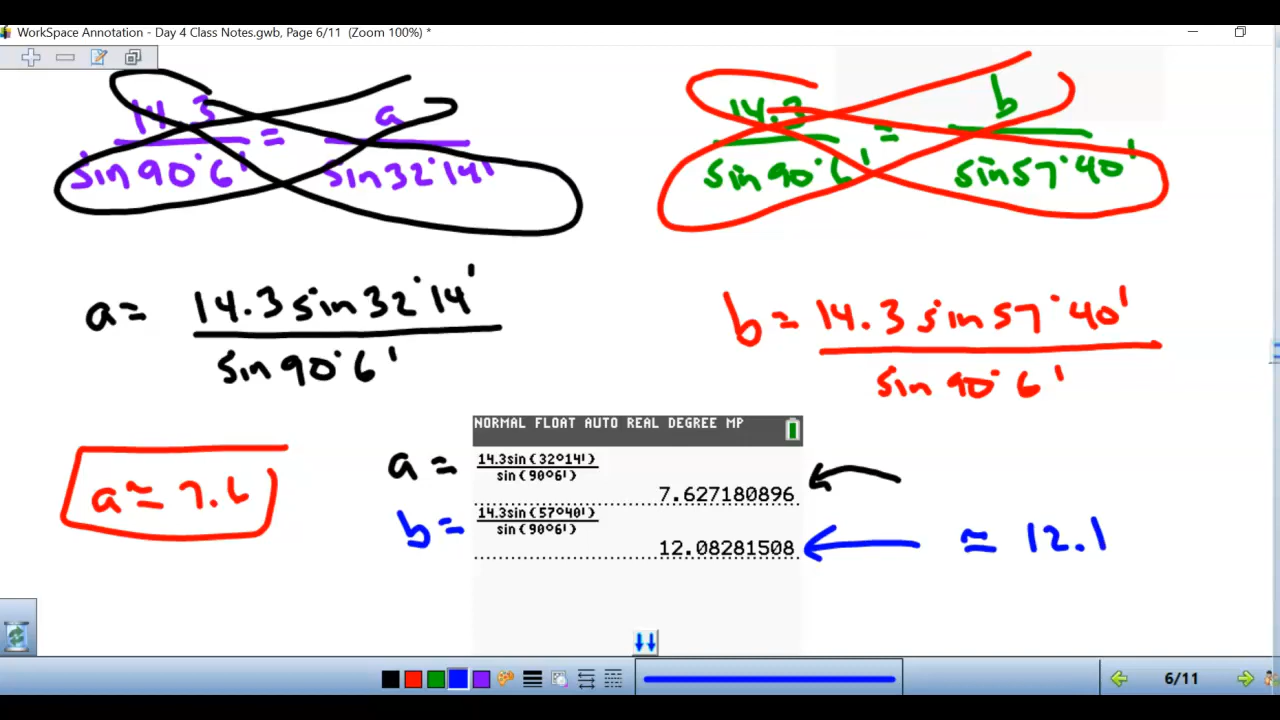 WorkSpace Annotation - Day 4 Class Notes.gwb, Page 6/11 (Zoom 100%) *
14.3 / sin 90° 6' = a / sin 32° 14'
14.3 / sin 90° 6' = b / sin 57° 40'
a = 14.3 sin 32° 14' / sin 90° 6'
b = 14.3 sin 57° 40' / sin 90° 6'
NORMAL FLOAT AUTO REAL DEGREE MP
a = 14.3sin(32°14') / sin(90°6')
7.627180896
a ≃ 7.6
b = 14.3sin(57°40') / sin(90°6')
12.08281508
≃ 12.1
6/11